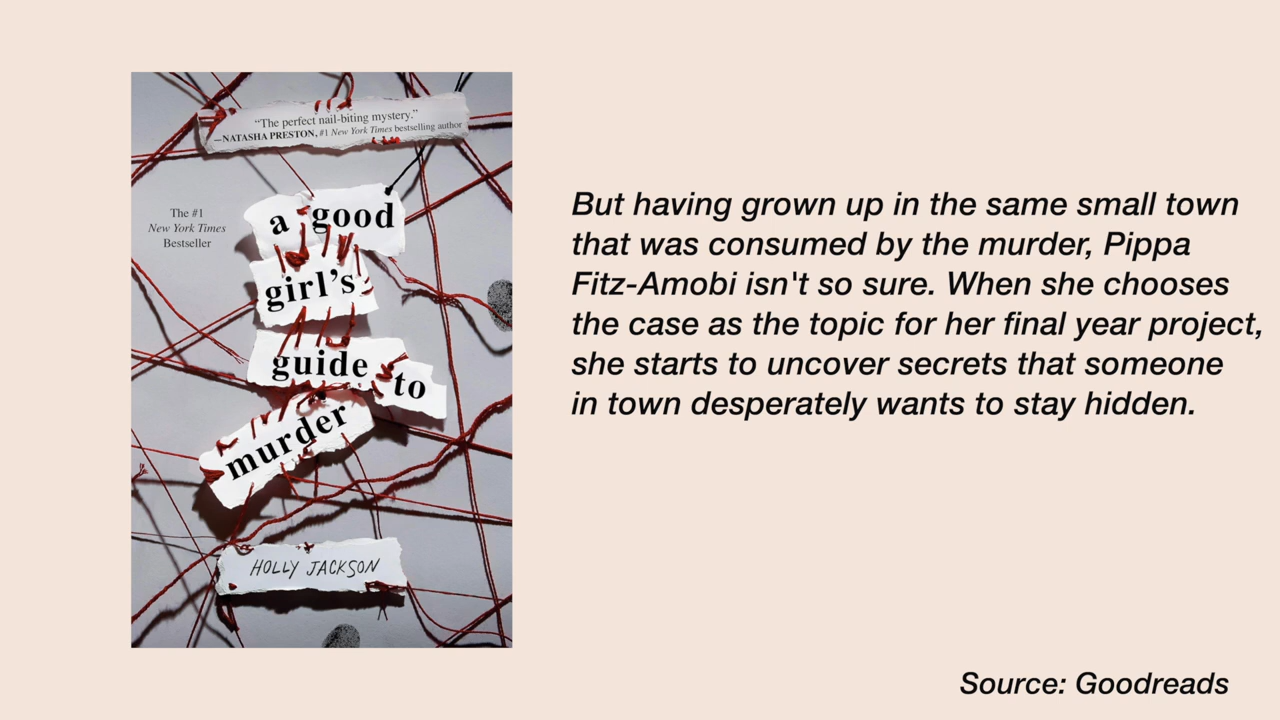 “The perfect nail-biting mystery.”
—NATASHA PRESTON, #1 New York Times bestselling author
The #1
New York Times
Bestseller
a good
girl’s
guide
to
murder
HOLLY JACKSON
But having grown up in the same small town
that was consumed by the murder, Pippa
Fitz-Amobi isn't so sure. When she chooses
the case as the topic for her final year project,
she starts to uncover secrets that someone
in town desperately wants to stay hidden.
Source: Goodreads